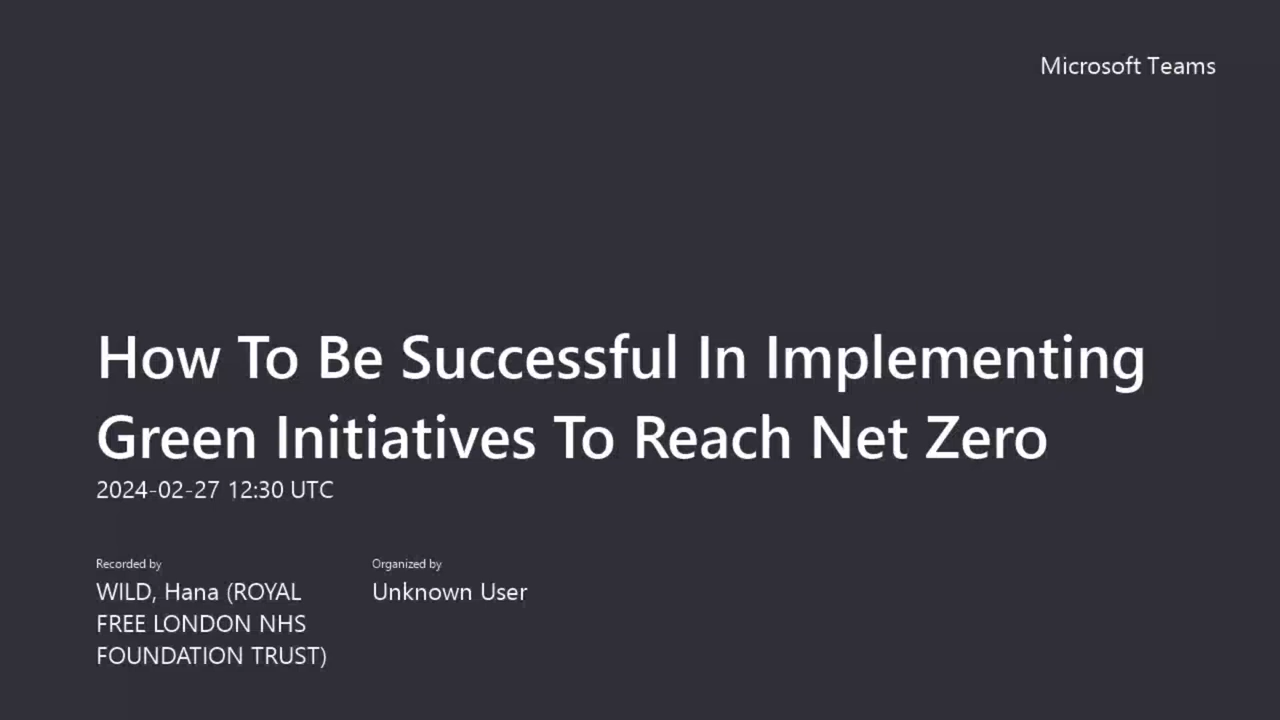 Microsoft Teams
How To Be Successful In Implementing
Green Initiatives To Reach Net Zero
2024-02-27 12:30 UTC
Recorded by
WILD, Hana (ROYAL
FREE LONDON NHS
FOUNDATION TRUST)
Organized by
Unknown User